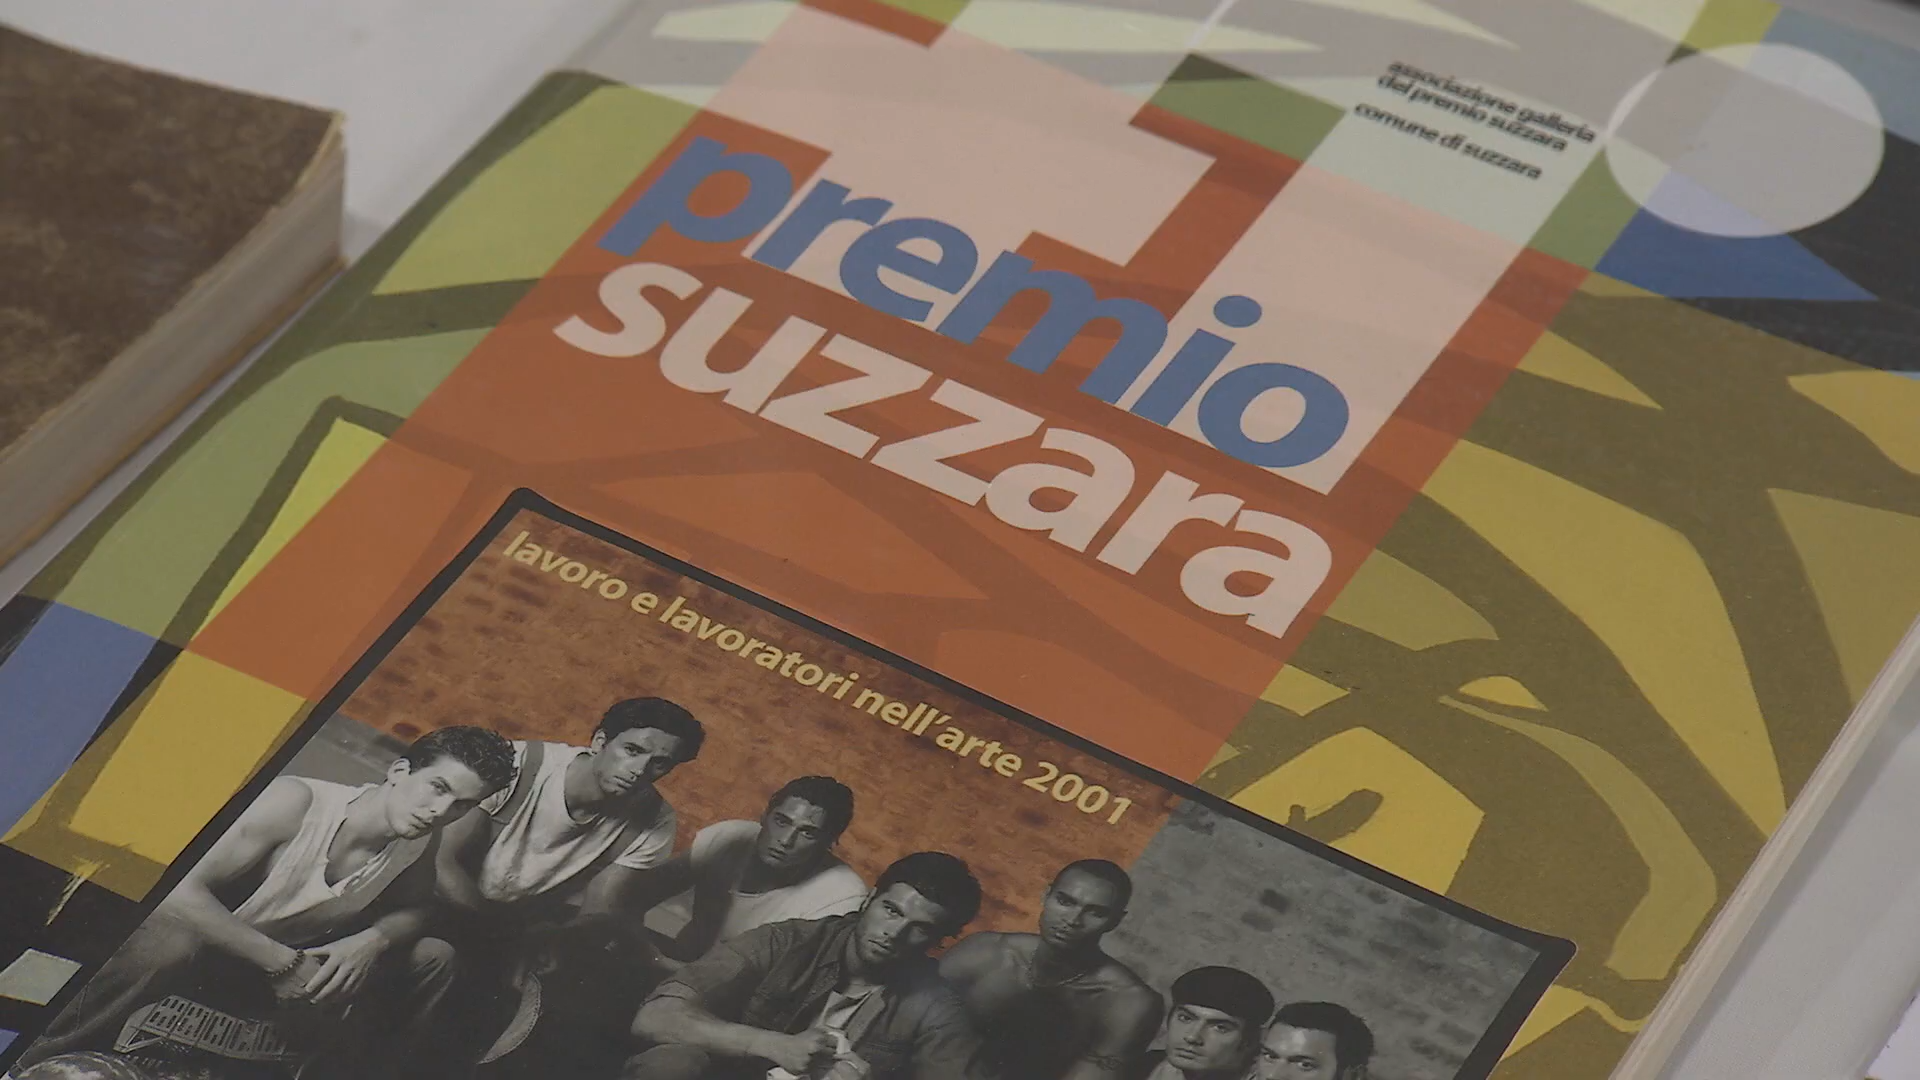 associazione galleria
del premio suzzara
comune di suzzara
premio
suzzara
lavoro e lavoratori nell'arte 2001